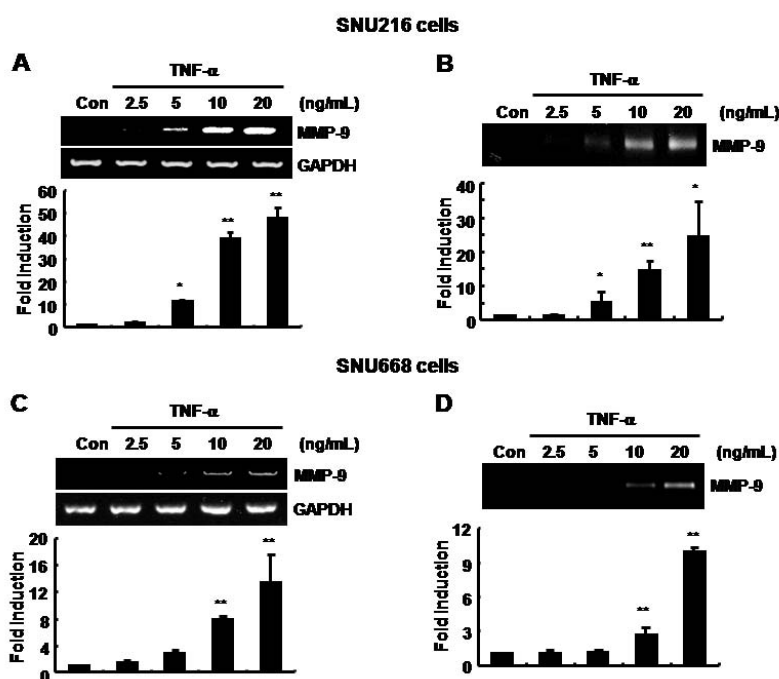 SNU216 cells
A
TNF-α
Con 2.5 5 10 20 (ng/mL)
MMP-9
GAPDH
Fold induction
60
50
40
30
20
10
0
*
**
**
B
TNF-α
Con 2.5 5 10 20 (ng/mL)
MMP-9
Fold induction
40
30
20
10
0
*
**
*
SNU668 cells
C
TNF-α
Con 2.5 5 10 20 (ng/mL)
MMP-9
GAPDH
Fold induction
20
16
12
8
4
0
**
**
D
TNF-α
Con 2.5 5 10 20 (ng/mL)
MMP-9
Fold induction
12
9
6
3
0
**
**